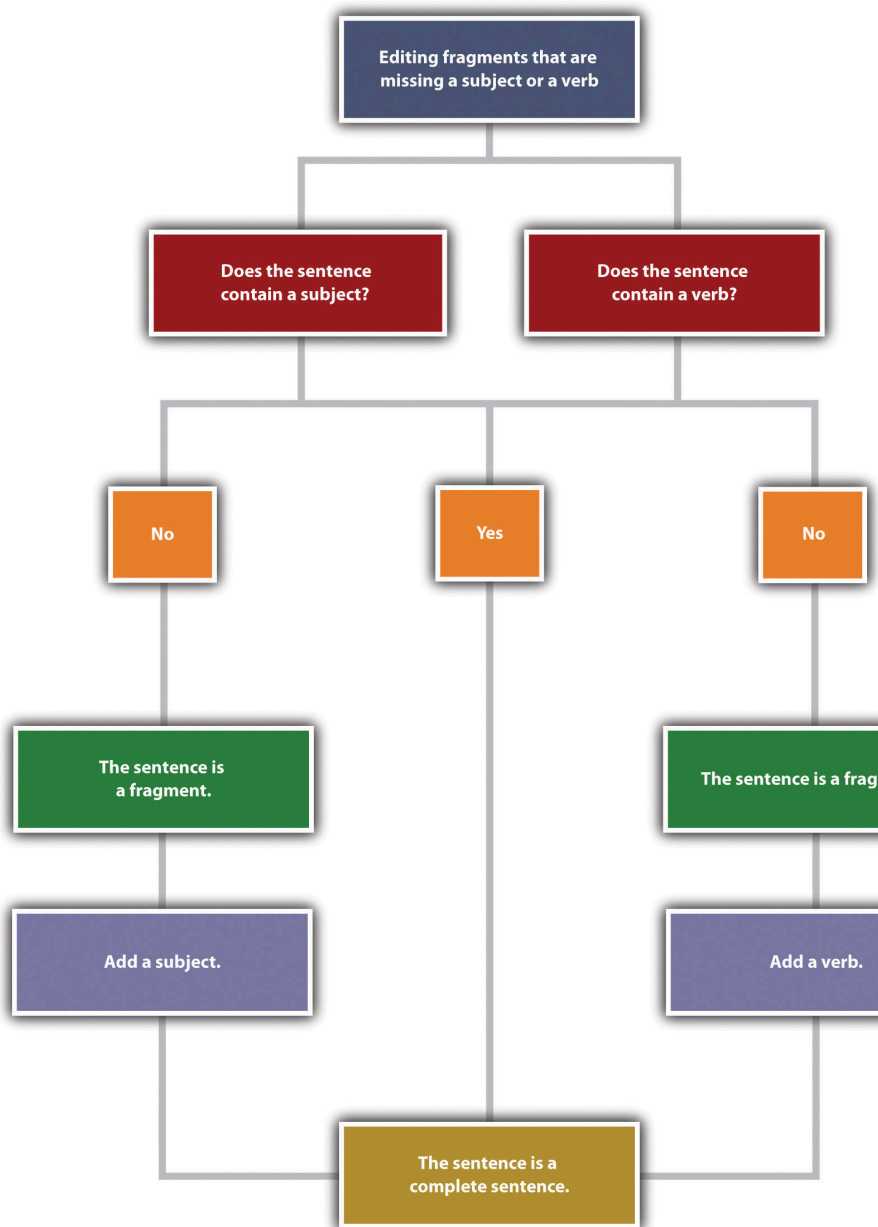 Editing fragments that are
missing a subject or a verb
Does the sentence
contain a subject?
Does the sentence
contain a verb?
No
Yes
No
The sentence is
a fragment.
The sentence is a frag
Add a subject.
Add a verb.
The sentence is a
complete sentence.